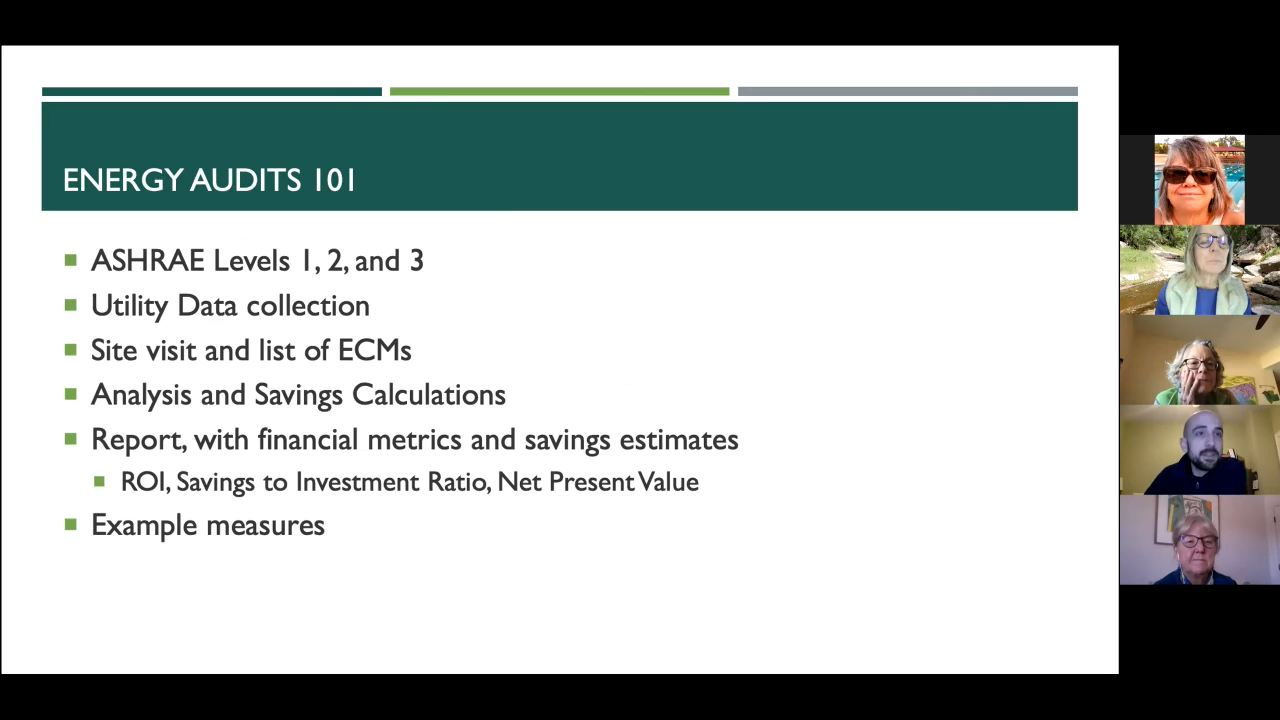 ENERGY AUDITS 101
ASHRAE Levels 1, 2, and 3
Utility Data collection
Site visit and list of ECMs
Analysis and Savings Calculations
Report, with financial metrics and savings estimates
ROI, Savings to Investment Ratio, Net Present Value
Example measures